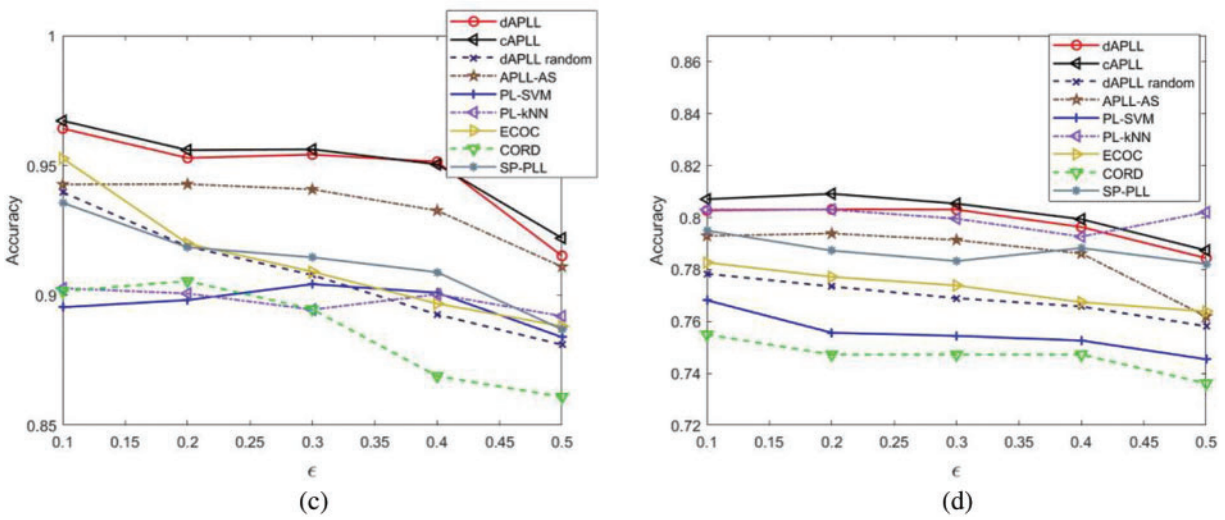 1
0.95
0.9
0.85
Accuracy
dAPLL
cAPLL
dAPLL random
APLL-AS
PL-SVM
PL-kNN
ECOC
CORD
SP-PLL
0.1 0.15 0.2 0.25 0.3 0.35 0.4 0.45 0.5
ϵ
(c)
0.86
0.84
0.82
0.8
0.78
0.76
0.74
0.72
Accuracy
dAPLL
cAPLL
dAPLL random
APLL-AS
PL-SVM
PL-kNN
ECOC
CORD
SP-PLL
0.1 0.15 0.2 0.25 0.3 0.35 0.4 0.45 0.5
ϵ
(d)